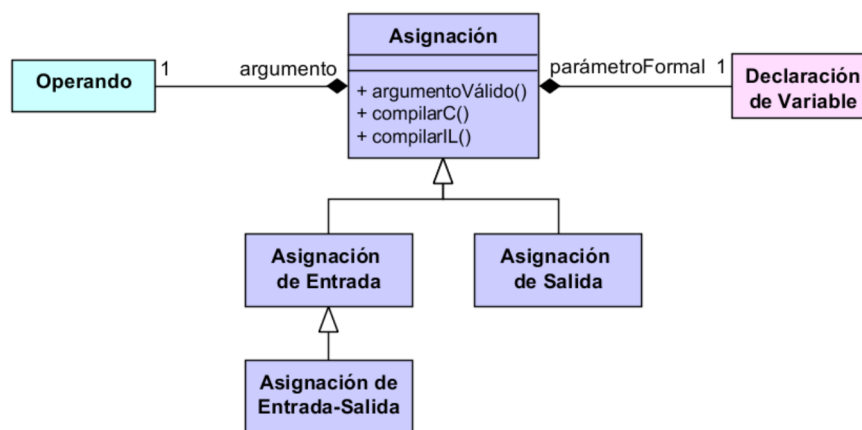 Asignación
Operando
1
argumento
+ argumentoVálido()
+ compilarC()
+ compilarIL()
parámetroFormal
1
Declaración
de Variable
Asignación
de Entrada
Asignación
de Salida
Asignación de
Entrada-Salida